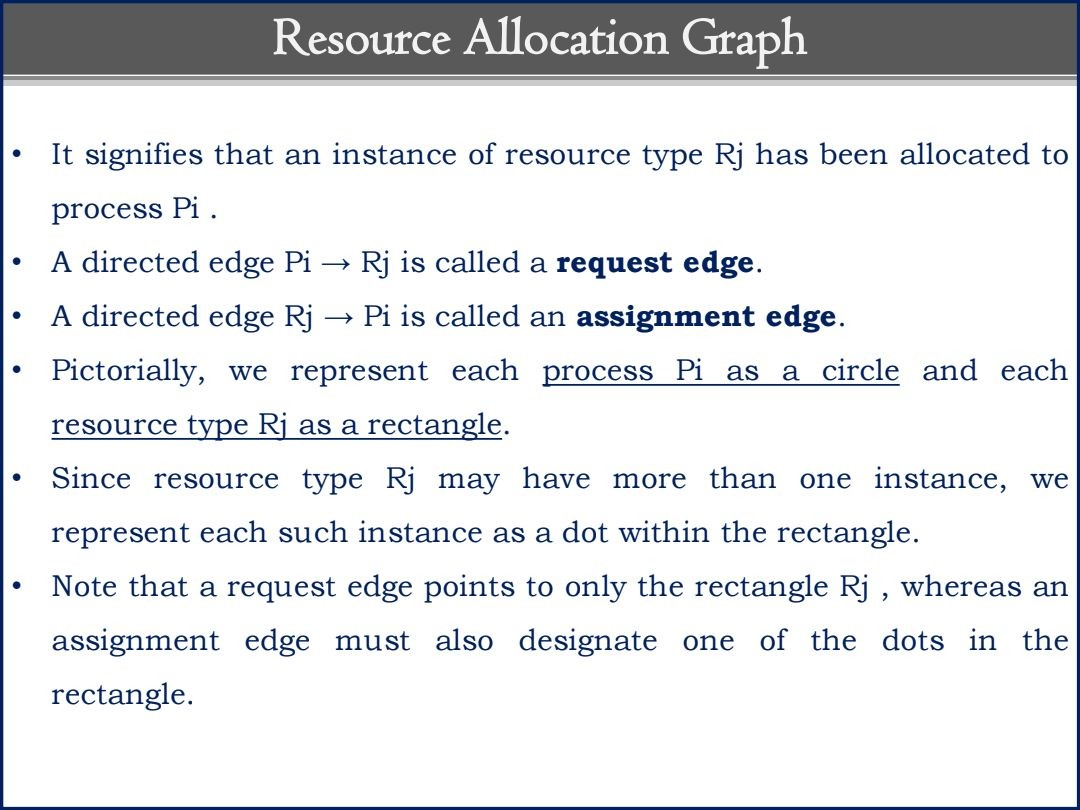 Resource Allocation Graph
• It signifies that an instance of resource type Rj has been allocated to
process Pi .
• A directed edge Pi → Rj is called a request edge.
• A directed edge Rj → Pi is called an assignment edge.
• Pictorially, we represent each process Pi as a circle and each
resource type Rj as a rectangle.
• Since resource type Rj may have more than one instance, we
represent each such instance as a dot within the rectangle.
• Note that a request edge points to only the rectangle Rj , whereas an
assignment edge must also designate one of the dots in the
rectangle.